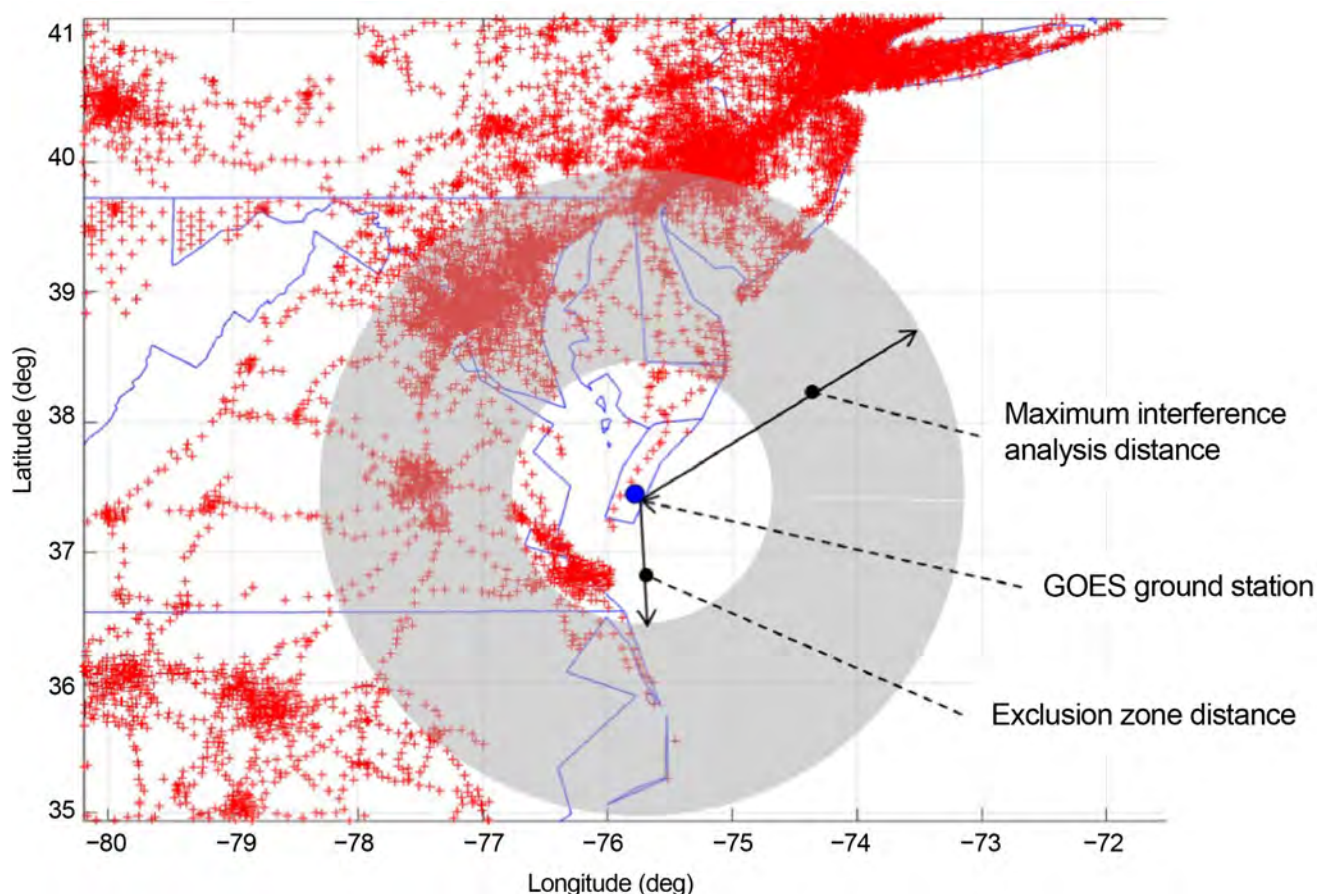 41
40
39
38
37
36
35
Latitude (deg)
−80
−79
−78
−77
−76
−75
−74
−73
−72
Longitude (deg)
Maximum interference
analysis distance
GOES ground station
Exclusion zone distance